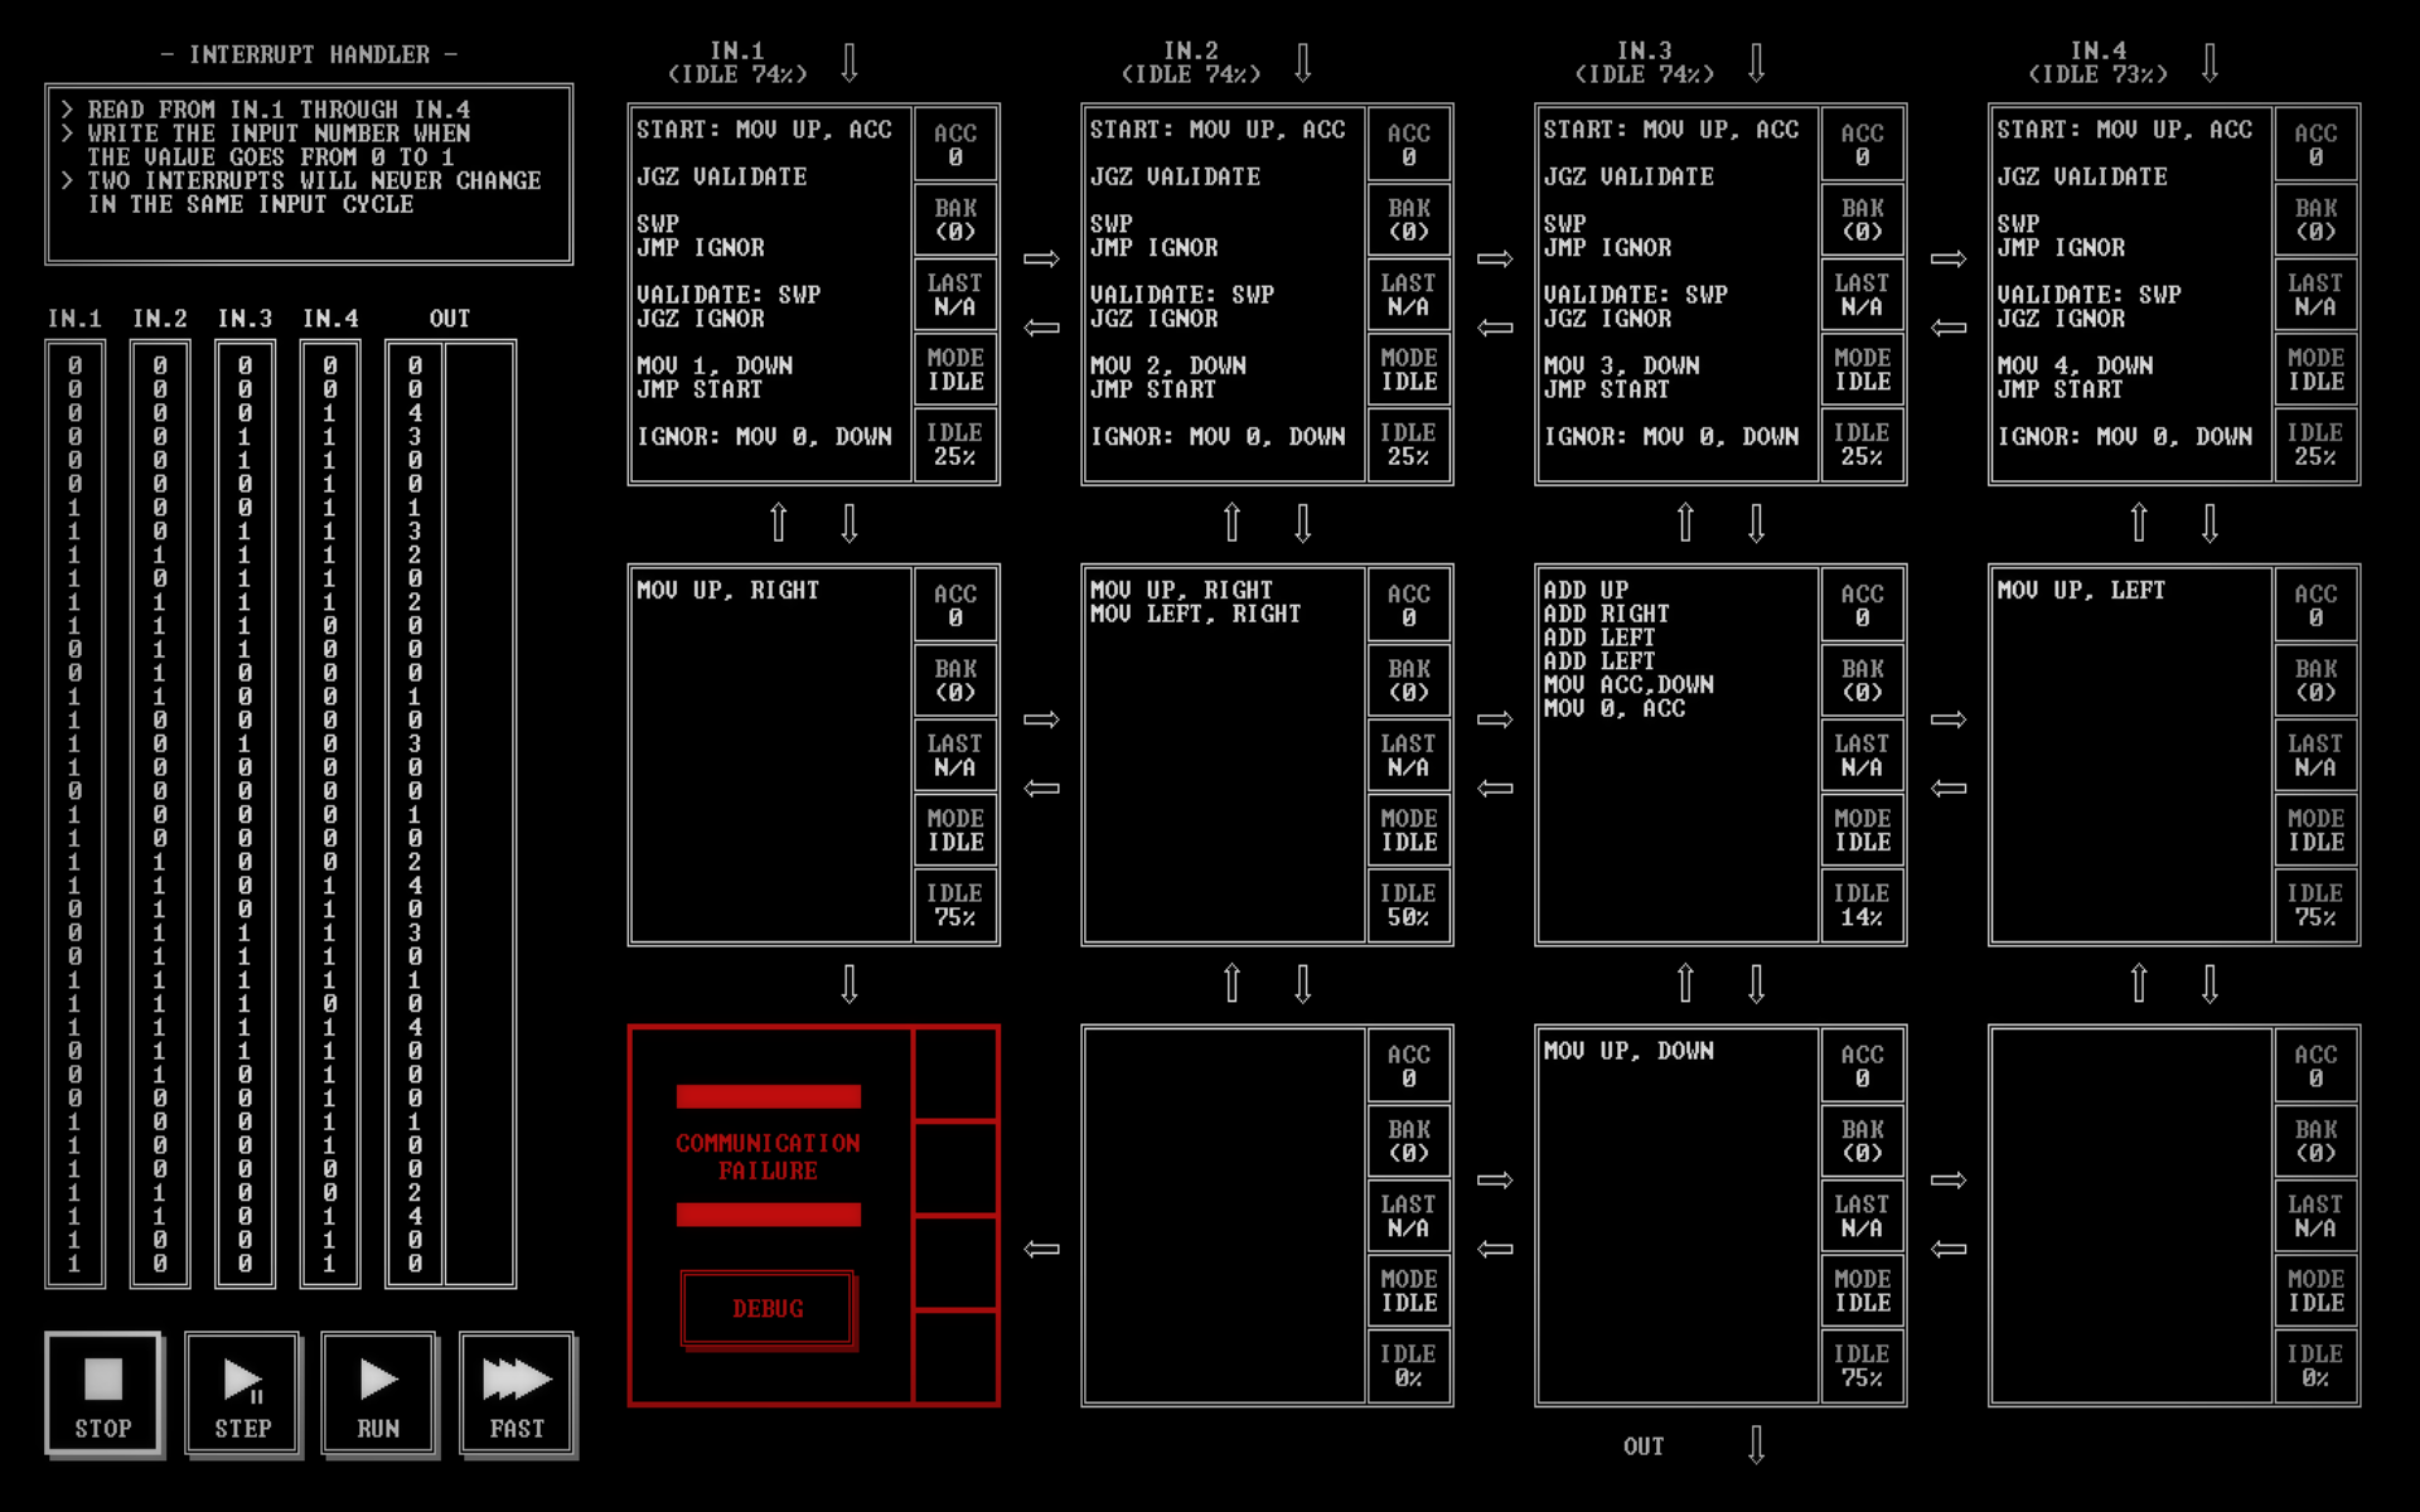 - INTERRUPT HANDLER -
> READ FROM IN.1 THROUGH IN.4
> WRITE THE INPUT NUMBER WHEN
THE VALUE GOES FROM 0 TO 1
> TWO INTERRUPTS WILL NEVER CHANGE
IN THE SAME INPUT CYCLE
IN.1 IN.2 IN.3 IN.4 OUT
0 0 0 0 0
0 0 0 0 0
0 0 0 1 4
0 0 1 1 3
0 0 1 1 0
0 0 0 1 0
1 0 0 1 1
1 0 1 1 3
1 1 1 1 2
1 0 1 1 0
1 1 1 1 2
1 1 1 0 0
0 1 1 0 0
0 1 0 0 0
1 1 0 0 1
1 0 0 0 0
1 0 1 0 3
1 0 0 0 0
0 0 0 0 0
1 0 0 0 1
1 0 0 0 0
1 1 0 0 2
1 1 0 1 4
0 1 0 1 0
0 1 1 1 3
0 1 1 1 0
1 1 1 1 1
1 1 1 0 0
1 1 1 1 4
0 1 1 1 0
0 1 0 1 0
0 0 0 1 0
1 0 0 1 1
1 0 0 1 0
1 0 0 0 0
1 1 0 0 2
1 1 0 1 4
1 0 0 1 0
1 0 0 1 0
STOP STEP RUN FAST
IN.1
(IDLE 74%)
START: MOV UP, ACC
JGZ VALIDATE
SWP
JMP IGNOR
VALIDATE: SWP
JGZ IGNOR
MOV 1, DOWN
JMP START
IGNOR: MOV 0, DOWN
ACC
0
BAK
(0)
LAST
N/A
MODE
IDLE
IDLE
25%
IN.2
(IDLE 74%)
START: MOV UP, ACC
JGZ VALIDATE
SWP
JMP IGNOR
VALIDATE: SWP
JGZ IGNOR
MOV 2, DOWN
JMP START
IGNOR: MOV 0, DOWN
ACC
0
BAK
(0)
LAST
N/A
MODE
IDLE
IDLE
25%
IN.3
(IDLE 74%)
START: MOV UP, ACC
JGZ VALIDATE
SWP
JMP IGNOR
VALIDATE: SWP
JGZ IGNOR
MOV 3, DOWN
JMP START
IGNOR: MOV 0, DOWN
ACC
0
BAK
(0)
LAST
N/A
MODE
IDLE
IDLE
25%
IN.4
(IDLE 73%)
START: MOV UP, ACC
JGZ VALIDATE
SWP
JMP IGNOR
VALIDATE: SWP
JGZ IGNOR
MOV 4, DOWN
JMP START
IGNOR: MOV 0, DOWN
ACC
0
BAK
(0)
LAST
N/A
MODE
IDLE
IDLE
25%
MOV UP, RIGHT
ACC
0
BAK
(0)
LAST
N/A
MODE
IDLE
IDLE
75%
MOV UP, RIGHT
MOV LEFT, RIGHT
ACC
0
BAK
(0)
LAST
N/A
MODE
IDLE
IDLE
50%
ADD UP
ADD RIGHT
ADD LEFT
ADD LEFT
MOV ACC,DOWN
MOV 0, ACC
ACC
0
BAK
(0)
LAST
N/A
MODE
IDLE
IDLE
14%
MOV UP, LEFT
ACC
0
BAK
(0)
LAST
N/A
MODE
IDLE
IDLE
75%
COMMUNICATION
FAILURE
DEBUG
ACC
0
BAK
(0)
LAST
N/A
MODE
IDLE
IDLE
0%
MOV UP, DOWN
ACC
0
BAK
(0)
LAST
N/A
MODE
IDLE
IDLE
75%
ACC
0
BAK
(0)
LAST
N/A
MODE
IDLE
IDLE
0%
OUT